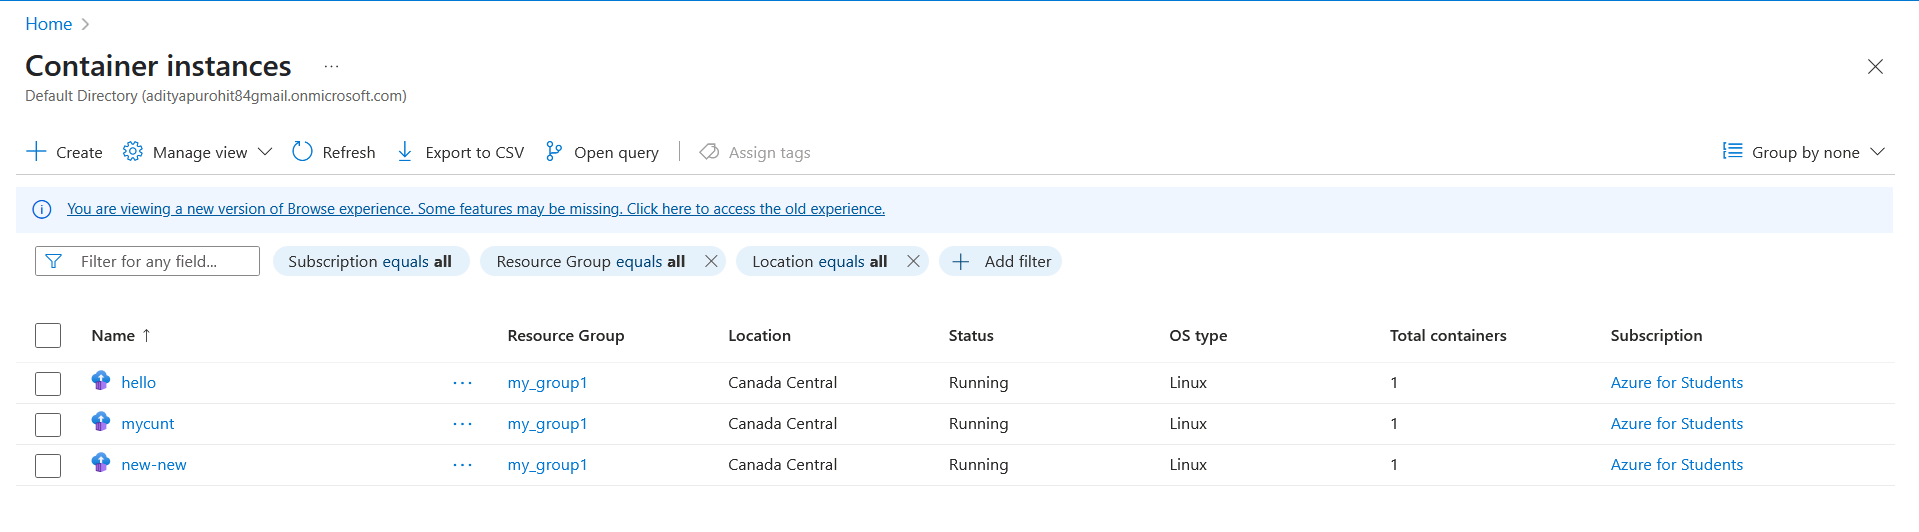 Home
Container instances ...
Default Directory (adityapurohit84gmail.onmicrosoft.com)
Create Manage view Refresh Export to CSV Open query Assign tags Group by none
You are viewing a new version of Browse experience. Some features may be missing. Click here to access the old experience.
Filter for any field... Subscription equals all Resource Group equals all Location equals all Add filter
Name ↑ Resource Group Location Status OS type Total containers Subscription
hello ... my_group1 Canada Central Running Linux 1 Azure for Students
mycunt ... my_group1 Canada Central Running Linux 1 Azure for Students
new-new ... my_group1 Canada Central Running Linux 1 Azure for Students